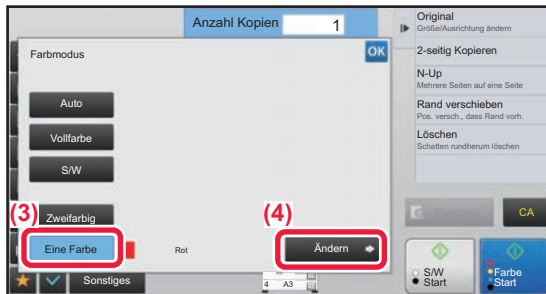 Anzahl Kopien 1
Original
Größe/Ausrichtung ändern
2-seitig Kopieren
N-Up
Mehrere Seiten auf eine Seite
Rand verschieben
Pos. versch., dass Rand vorh.
Löschen
Schatten rundherum löschen
Farbmodus
OK
Auto
Vollfarbe
S/W
(3)
Zweifarbig
Eine Farbe
Rot
(4)
Ändern
Sonstiges
4 A3
CA
S/W
Start
Farbe
Start